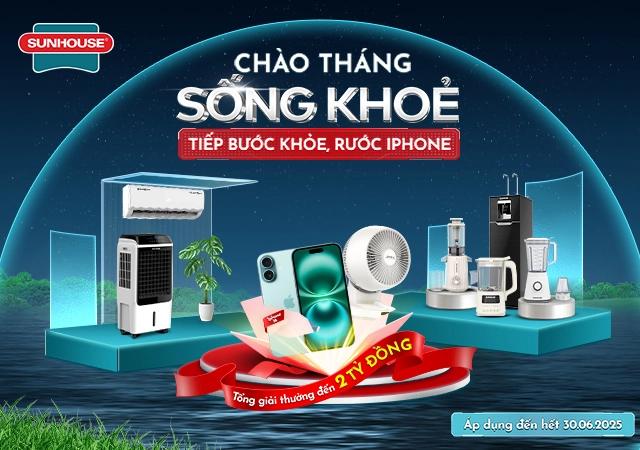 SUNHOUSE®
CHÀO THÁNG
SỐNG KHOẺ
TIẾP BƯỚC KHỎE, RƯỚC IPHONE
Tổng giải thưởng đến 2 TỶ ĐỒNG
Áp dụng đến hết 30.06.2025